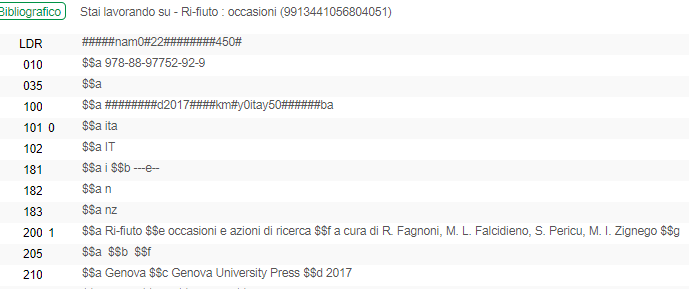 Bibliografico Stai lavorando su - Ri-fiuto : occasioni (9913441056804051)
LDR #####nam0#22########450#
010 $$a 978-88-97752-92-9
035 $$a
100 $$a ########d2017####km#y0itay50######ba
101 0 $$a ita
102 $$a IT
181 $$a i $$b ---e--
182 $$a n
183 $$a nz
200 1 $$a Ri-fiuto $$e occasioni e azioni di ricerca $$f a cura di R. Fagnoni, M. L. Falcidieno, S. Pericu, M. I. Zignego $$g
205 $$a $$b $$f
210 $$a Genova $$c Genova University Press $$d 2017